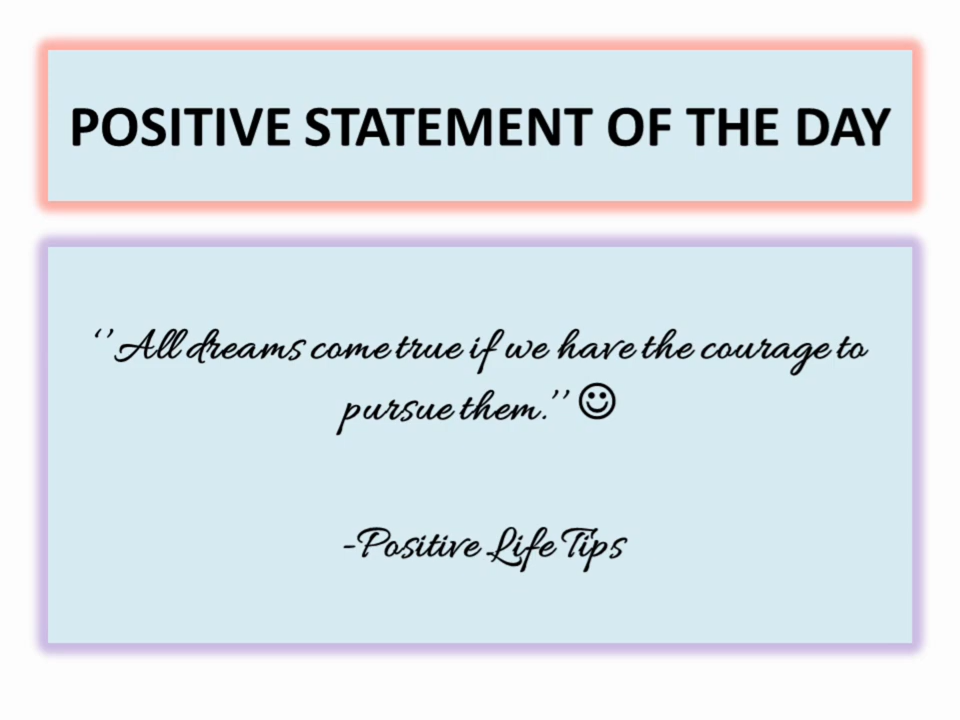 POSITIVE STATEMENT OF THE DAY
‘’All dreams come true if we have the courage to
pursue them.’’ ☺
-Positive Life Tips